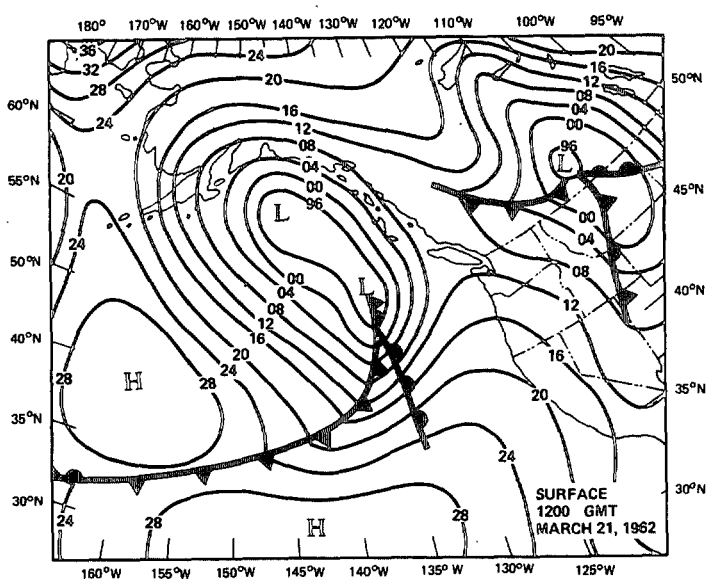 180° 170°W 160°W 150°W 140°W 130°W 120°W 110°W 100°W 95°W
36 24 20
32 16
28 20 12 50°N
60°N 08
24 16 04
12 00
08 96
L
55°N 20 04
00
96 45°N
24 L 00
04
50°N 00 L 08
04
08 12 40°N
40°N 12
16 16
20
28 H 28 24 20 35°N
35°N
24
30°N SURFACE 30°N
24 28 28 1200 GMT
H MARCH 21, 1962
160°W 155°W 150°W 145°W 140°W 135°W 130°W 125°W 120°W